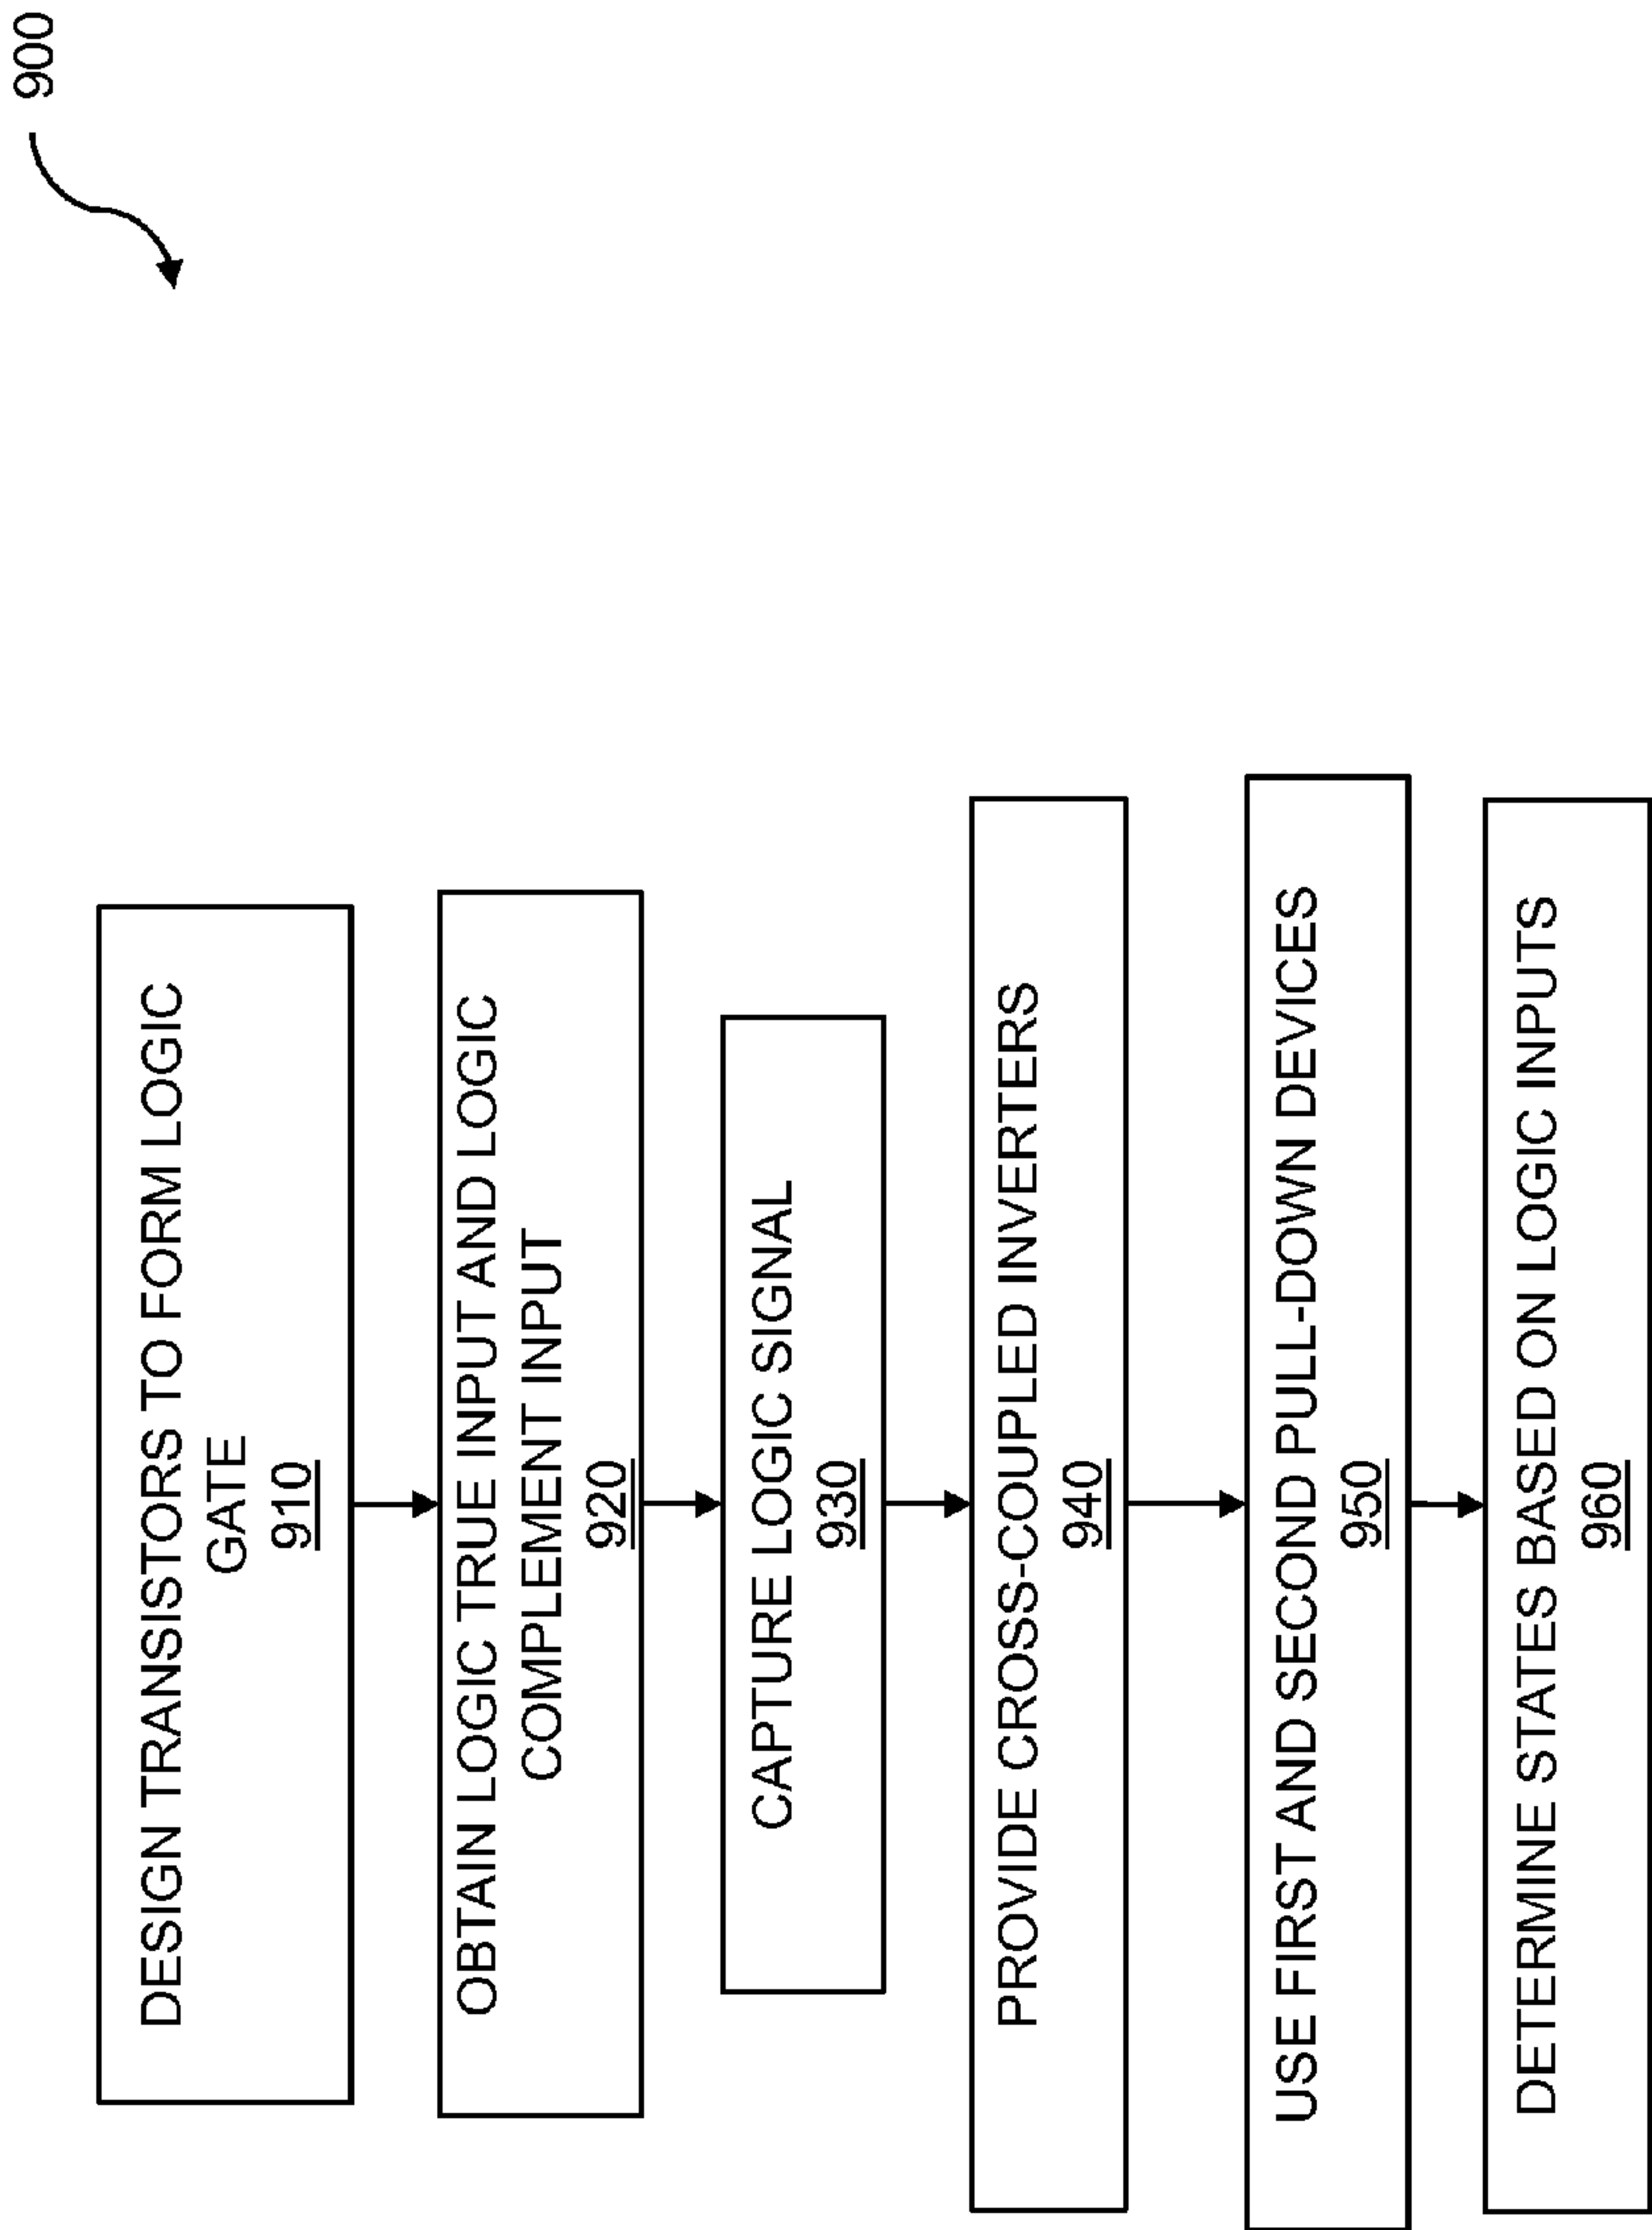 900
DESIGN TRANSISTORS TO FORM LOGIC
GATE
910
OBTAIN LOGIC TRUE INPUT AND LOGIC
COMPLEMENT INPUT
920
CAPTURE LOGIC SIGNAL
930
PROVIDE CROSS-COUPLED INVERTERS
940
USE FIRST AND SECOND PULL-DOWN DEVICES
950
DETERMINE STATES BASED ON LOGIC INPUTS
960